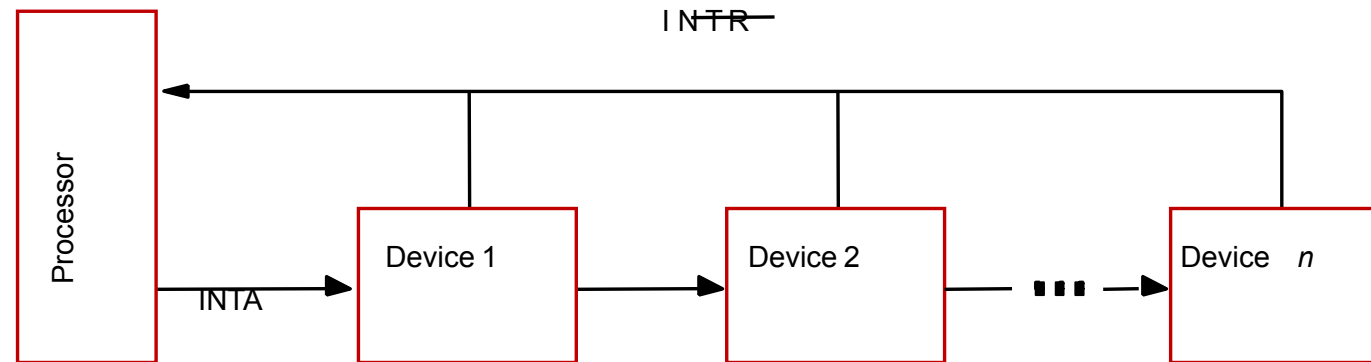 INTR
Processor
Device 1
Device 2
Device n
INTA